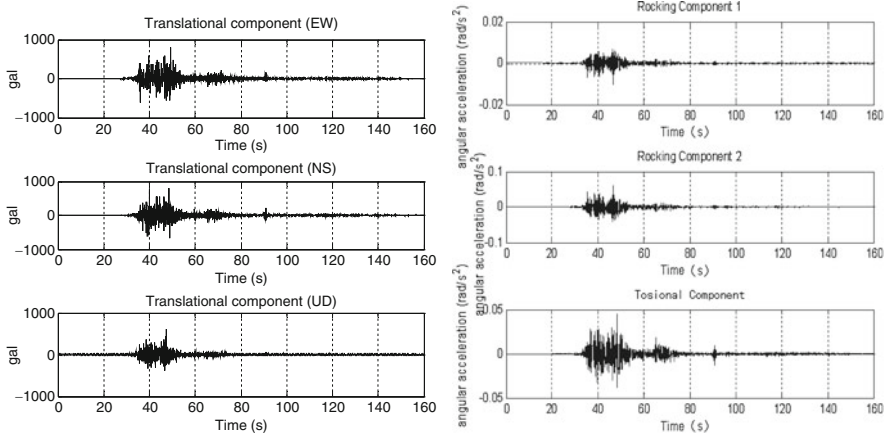 Translational component (EW)
1000
gal
0
−1000
0 20 40 60 80 100 120 140 160
Time (s)
Translational component (NS)
1000
gal
0
−1000
0 20 40 60 80 100 120 140 160
Time (s)
Translational component (UD)
1000
gal
0
−1000
0 20 40 60 80 100 120 140 160
Time (s)
Rocking Component 1
angular acceleration (rad/s²)
0.02
0
-0.02
0 20 40 60 80 100 120 140 160
Time (s)
Rocking Component 2
angular acceleration (rad/s²)
0.1
0
-0.1
0 20 40 60 80 100 120 140 160
Time (s)
Tosional Component
angular acceleration (rad/s²)
0.05
0
-0.05
0 20 40 60 80 100 120 140 160
Time (s)